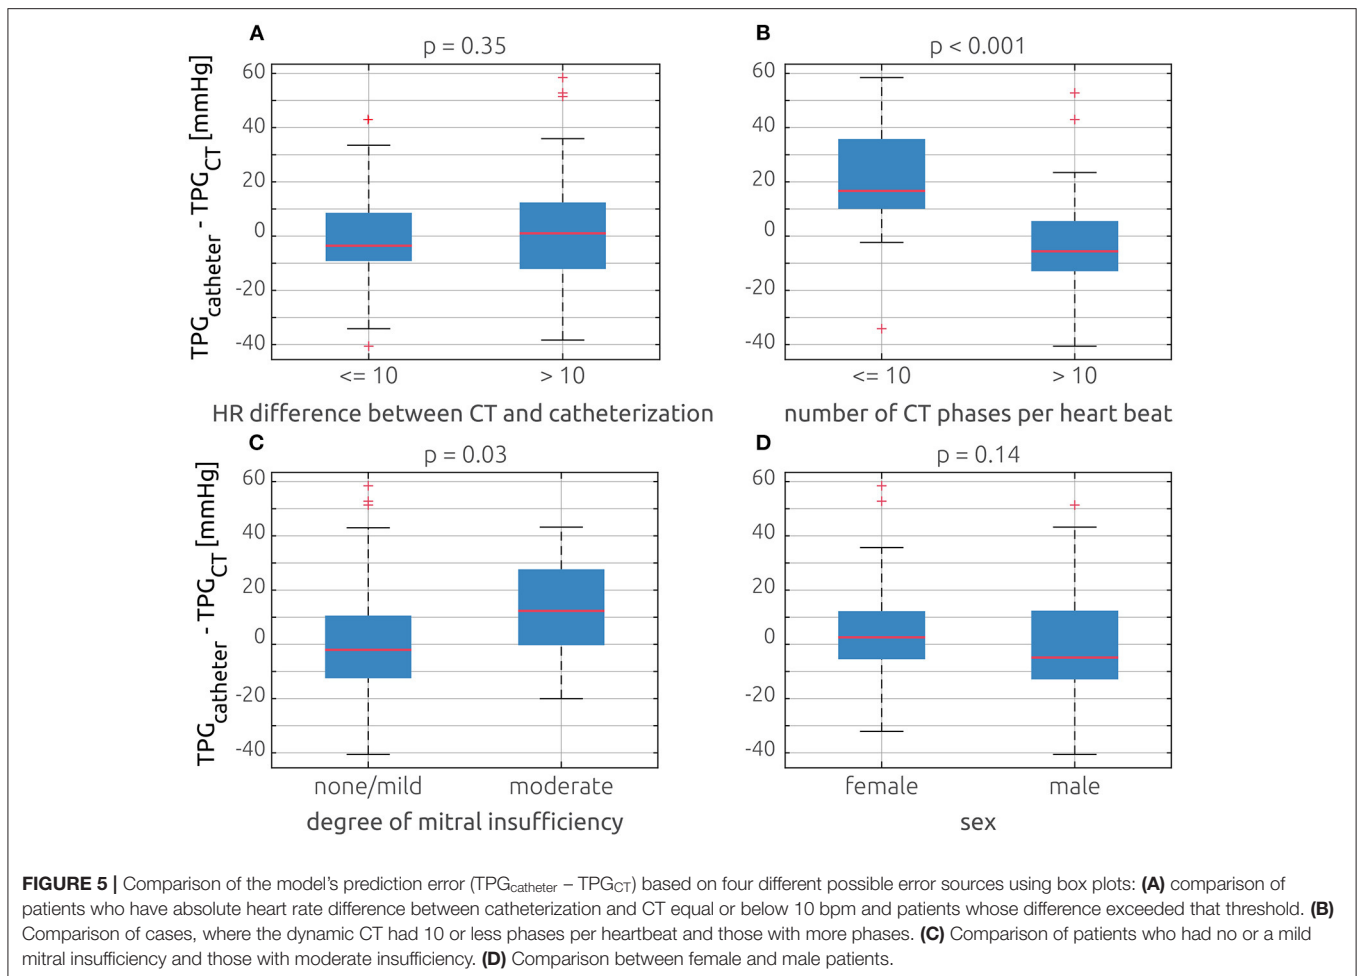 A
p = 0.35
TPGcatheter - TPGCT [mmHg]
60
40
20
0
-20
-40
<= 10
> 10
HR difference between CT and catheterization
B
p < 0.001
60
40
20
0
-20
-40
<= 10
> 10
number of CT phases per heart beat
C
p = 0.03
TPGcatheter - TPGCT [mmHg]
60
40
20
0
-20
-40
none/mild
moderate
degree of mitral insufficiency
D
p = 0.14
60
40
20
0
-20
-40
female
male
sex
FIGURE 5 | Comparison of the model's prediction error (TPGcatheter – TPGCT) based on four different possible error sources using box plots: (A) comparison of
patients who have absolute heart rate difference between catheterization and CT equal or below 10 bpm and patients whose difference exceeded that threshold. (B)
Comparison of cases, where the dynamic CT had 10 or less phases per heartbeat and those with more phases. (C) Comparison of patients who had no or a mild
mitral insufficiency and those with moderate insufficiency. (D) Comparison between female and male patients.